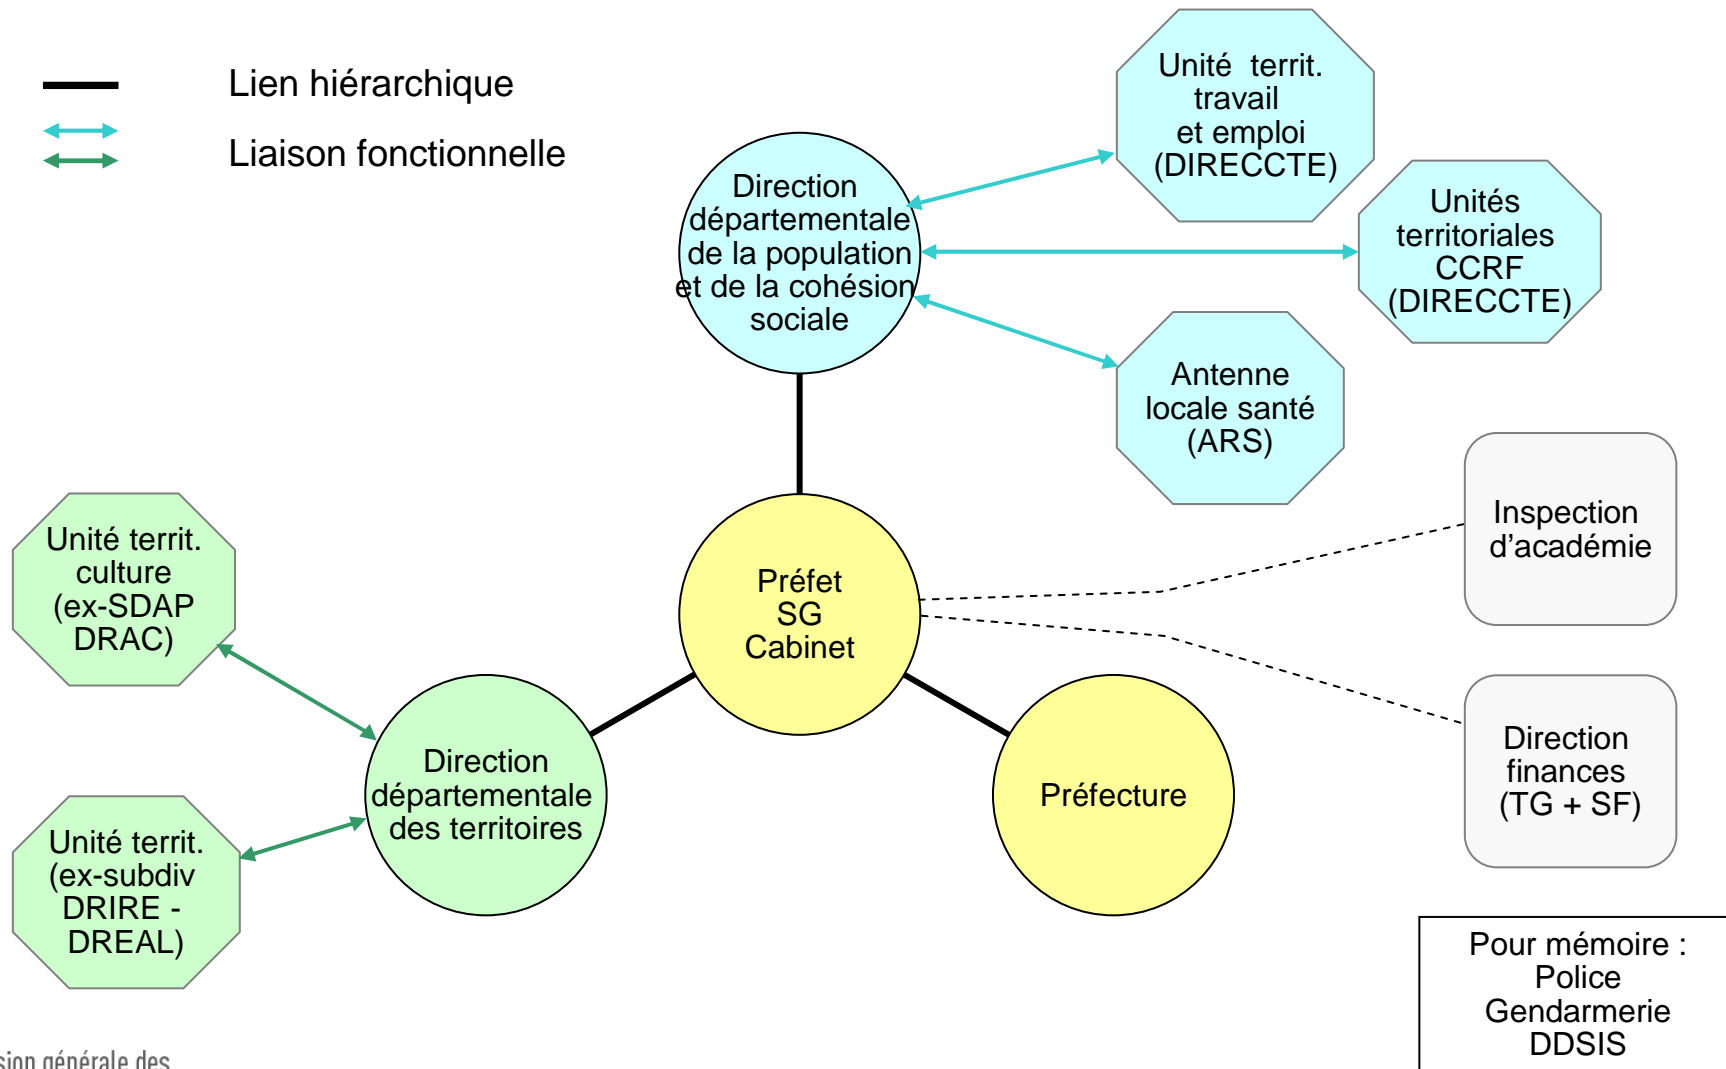 Lien hiérarchique
Liaison fonctionnelle
Unité territ.
travail
et emploi
(DIRECCTE)
Direction
départementale
de la population
et de la cohésion
sociale
Unités
territoriales
CCRF
(DIRECCTE)
Antenne
locale santé
(ARS)
Inspection
d'académie
Unité territ.
culture
(ex-SDAP
DRAC)
Préfet
SG
Cabinet
Direction
départementale
des territoires
Préfecture
Direction
finances
(TG + SF)
Unité territ.
(ex-subdiv
DRIRE -
DREAL)
Pour mémoire :
Police
Gendarmerie
DDSIS
générale des